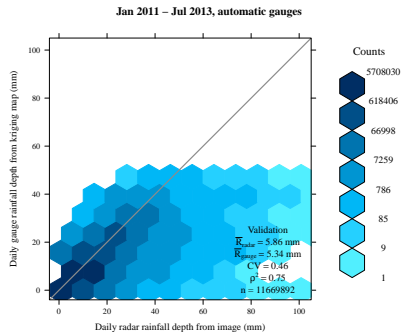 Jan 2011 – Jul 2013, automatic gauges
Counts
5708030
618406
66998
7259
786
85
9
1
Daily gauge rainfall depth from kriging map (mm)
100
80
60
40
20
0
Validation
R̅radar = 5.86 mm
R̅gauge = 5.34 mm
CV = 0.46
ρ² = 0.75
n = 11669892
0 20 40 60 80 100
Daily radar rainfall depth from image (mm)